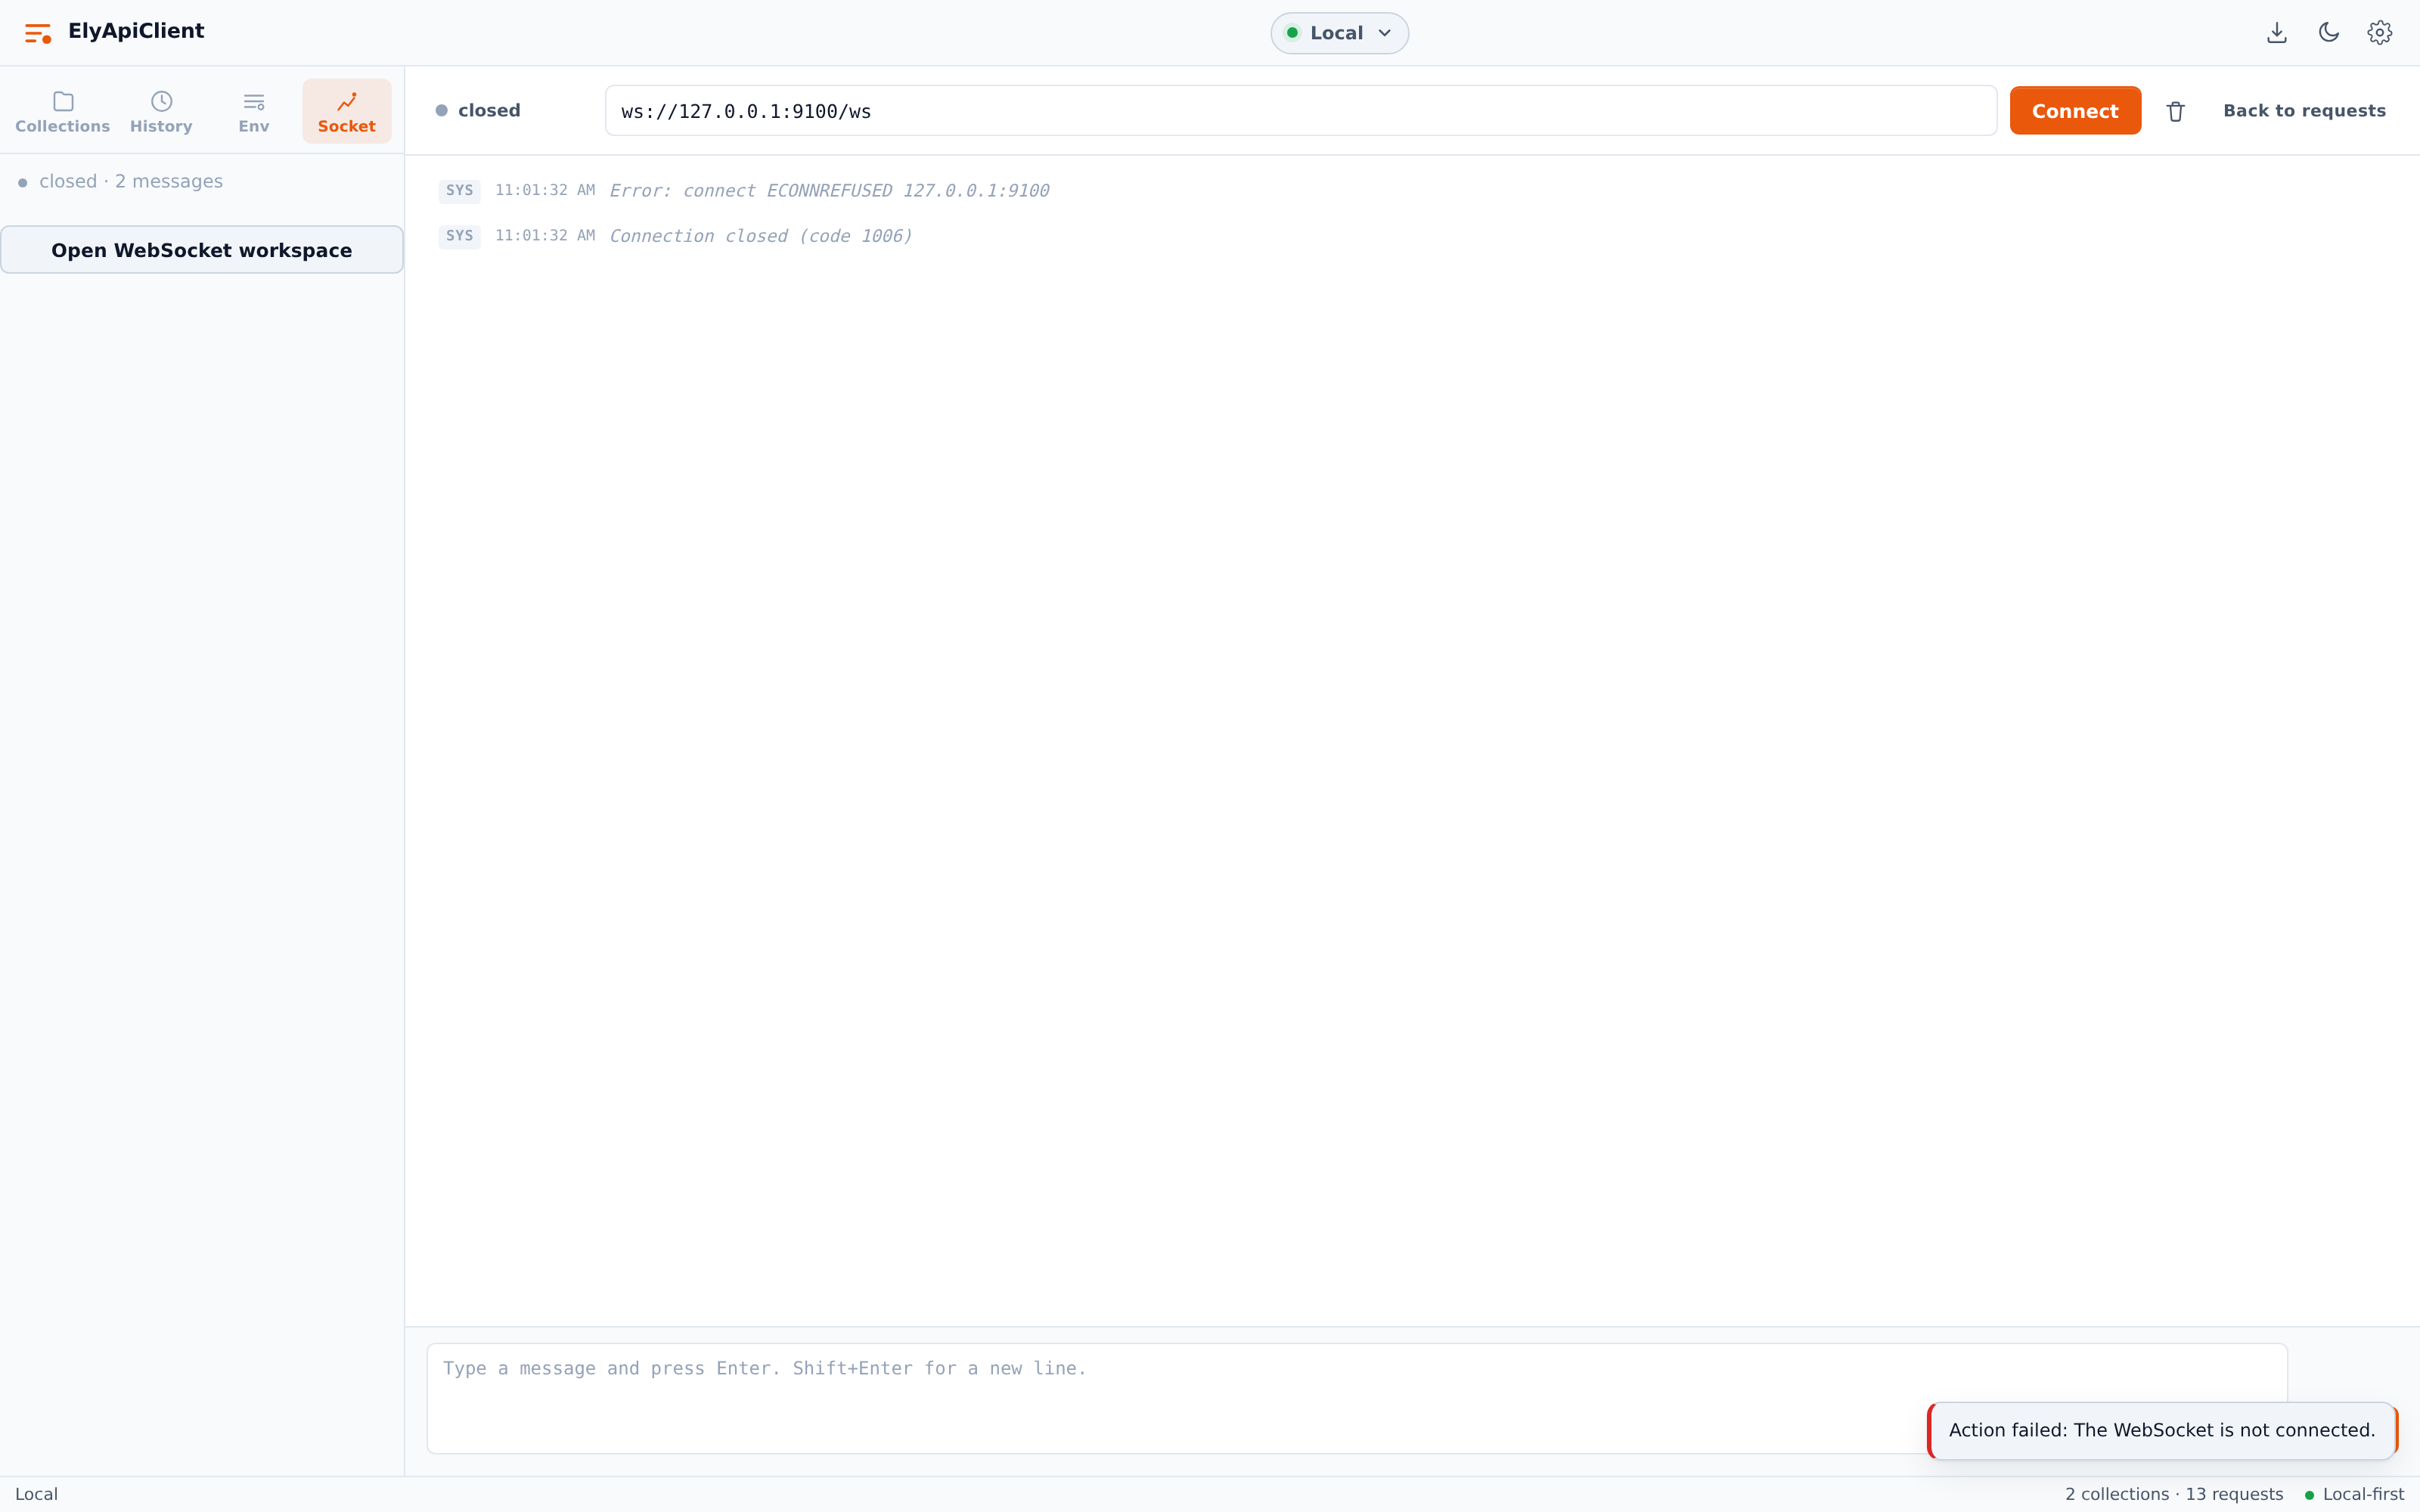 ElyApiClient
Local
Collections
History
Env
Socket
closed
ws://127.0.0.1:9100/ws
Connect
Back to requests
closed · 2 messages
Open WebSocket workspace
SYS 11:01:32 AM Error: connect ECONNREFUSED 127.0.0.1:9100
SYS 11:01:32 AM Connection closed (code 1006)
Type a message and press Enter. Shift+Enter for a new line.
Action failed: The WebSocket is not connected.
Local
2 collections · 13 requests
Local-first